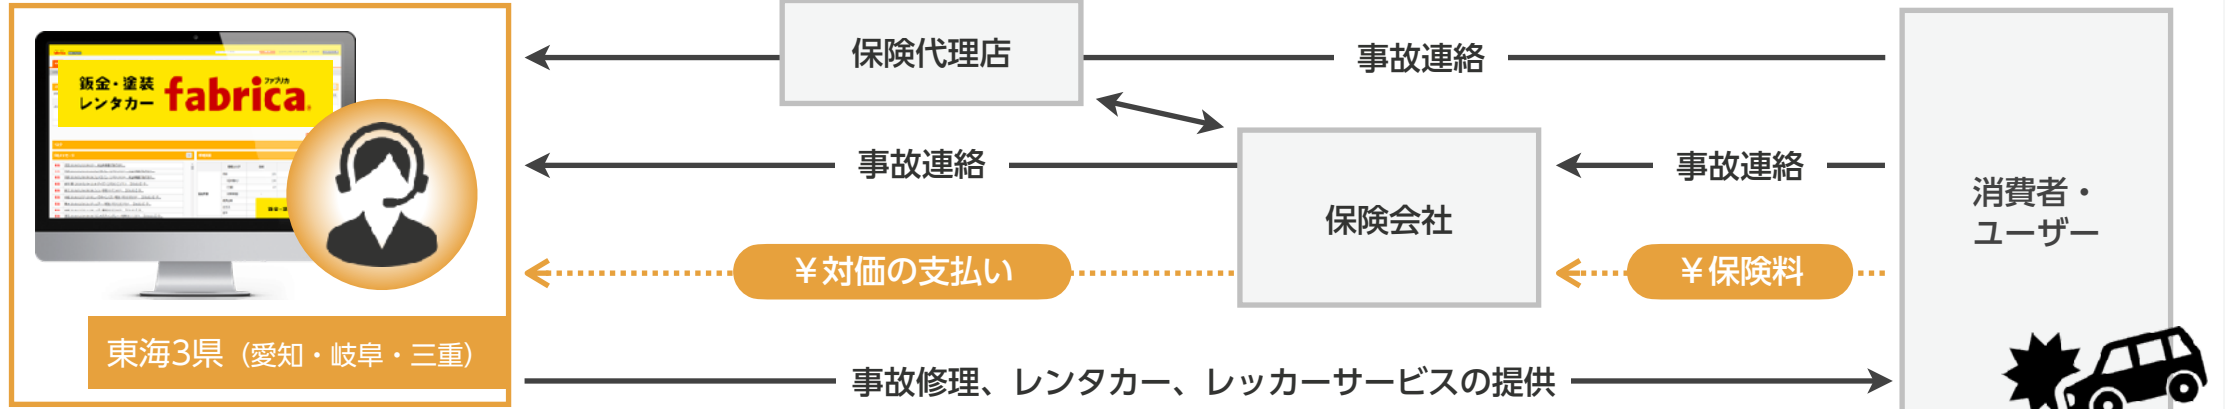 鈑金・塗装
レンタカー
ファブリカ
fabrica
東海3県（愛知・岐阜・三重）
保険代理店
事故連絡
事故連絡
事故連絡
保険会社
¥対価の支払い
¥保険料
消費者・
ユーザー
事故修理、レンタカー、レッカーサービスの提供